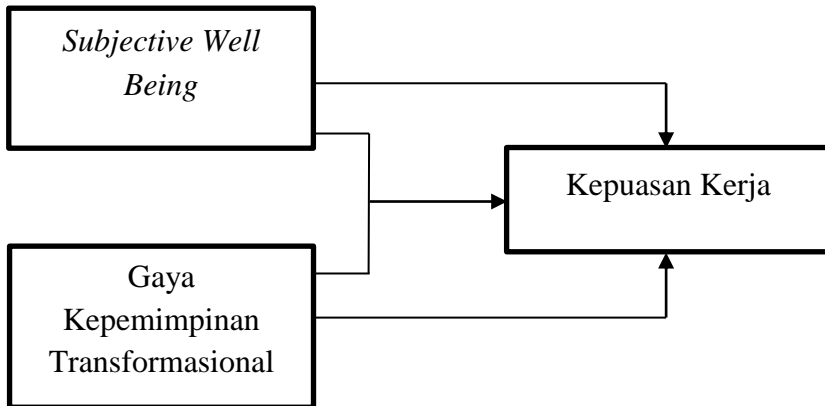 Subjective Well
Being
Kepuasan Kerja
Gaya
Kepemimpinan
Transformasional